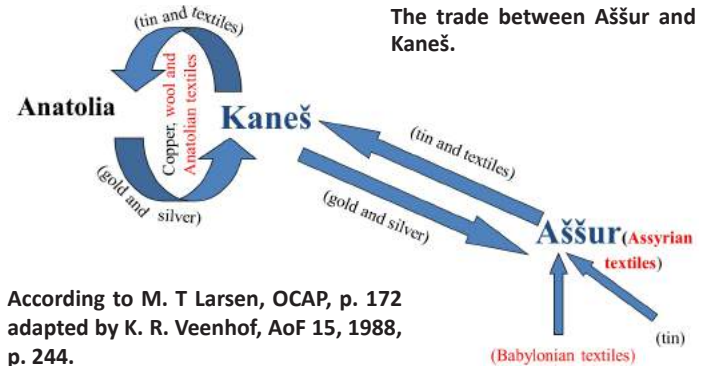 The trade between Aššur and
Kaneš.
(tin and textiles)
Anatolia
Copper, wool and
Anatolian textiles
Kaneš
(gold and silver)
(tin and textiles)
(gold and silver)
Aššur(Assyrian
textiles)
According to M. T Larsen, OCAP, p. 172
adapted by K. R. Veenhof, AoF 15, 1988,
p. 244.
(Babylonian textiles)
(tin)